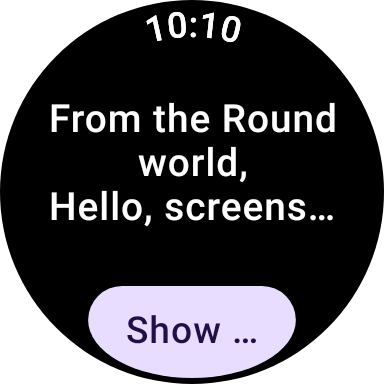 10:10
From the Round
world,
Hello, screens…
Show …